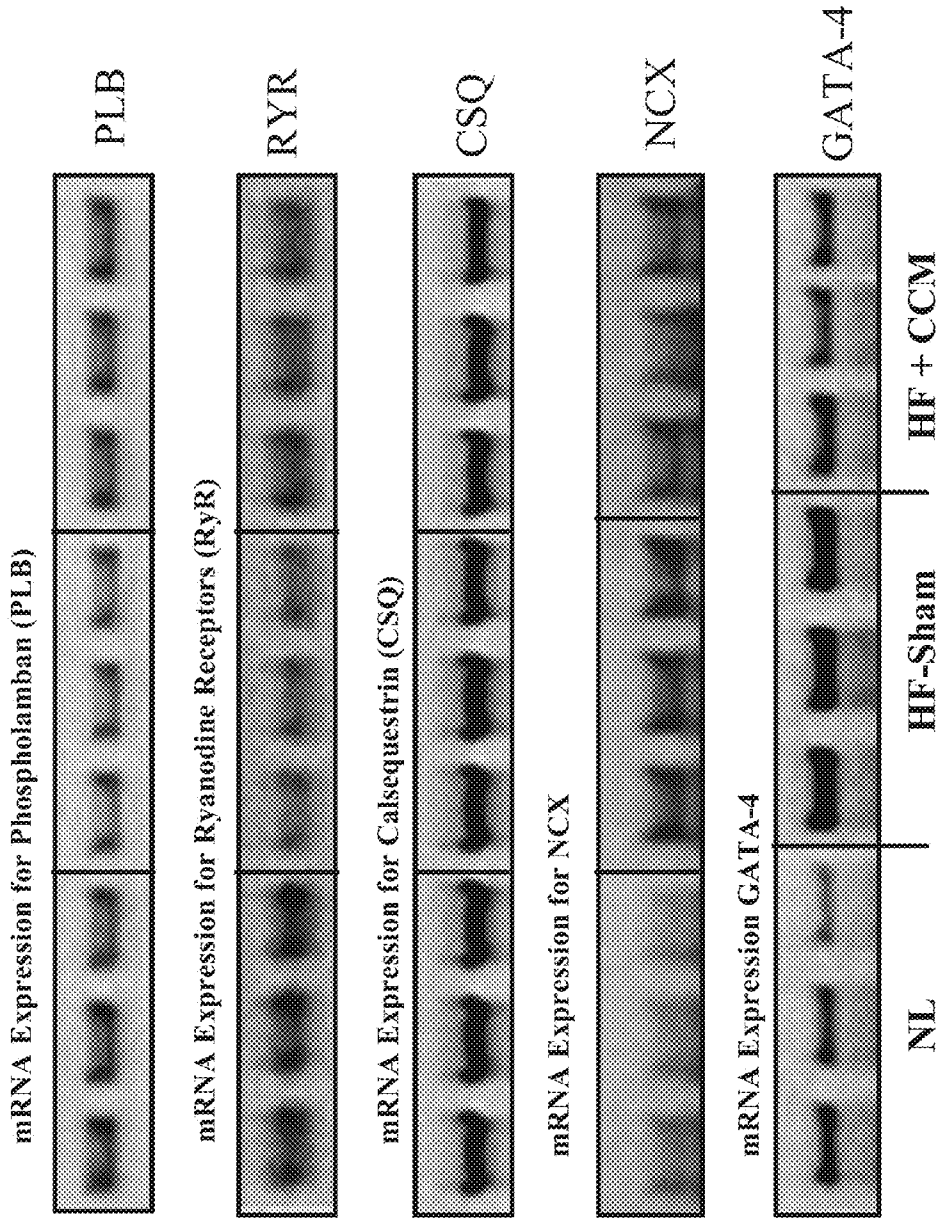 mRNA Expression for Phospholamban (PLB)
PLB
mRNA Expression for Ryanodine Receptors (RyR)
RYR
mRNA Expression for Calsequestrin (CSQ)
CSQ
mRNA Expression for NCX
NCX
mRNA Expression GATA-4
GATA-4
NL
HF-Sham
HF + CCM